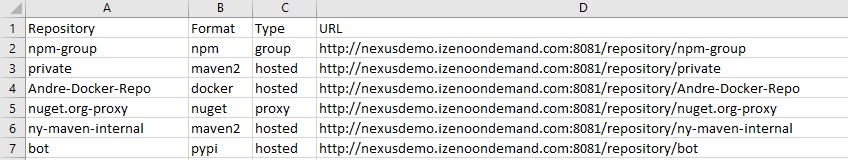 A B C D
1 Repository Format Type URL
2 npm-group npm group http://nexusdemo.izenoondemand.com:8081/repository/npm-group
3 private maven2 hosted http://nexusdemo.izenoondemand.com:8081/repository/private
4 Andre-Docker-Repo docker hosted http://nexusdemo.izenoondemand.com:8081/repository/Andre-Docker-Repo
5 nuget.org-proxy nuget proxy http://nexusdemo.izenoondemand.com:8081/repository/nuget.org-proxy
6 ny-maven-internal maven2 hosted http://nexusdemo.izenoondemand.com:8081/repository/ny-maven-internal
7 bot pypi hosted http://nexusdemo.izenoondemand.com:8081/repository/bot